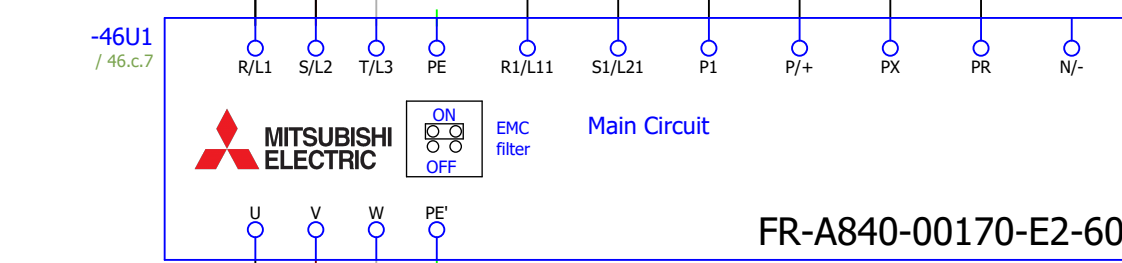 -46U1
/ 46.c.7
R/L1 S/L2 T/L3 PE R1/L11 S1/L21 P1 P/+ PX PR N/-
MITSUBISHI
ELECTRIC
ON
OFF
EMC
filter
Main Circuit
U V W PE'
FR-A840-00170-E2-60